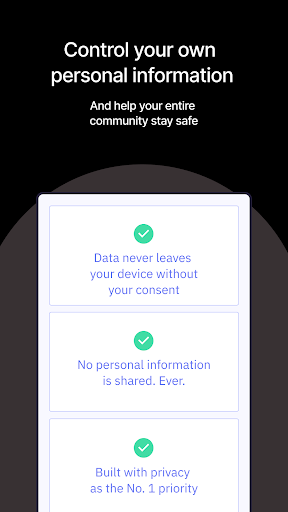 Control your own
personal information
And help your entire
community stay safe
Data never leaves
your device without
your consent
No personal information
is shared. Ever.
Built with privacy
as the No. 1 priority